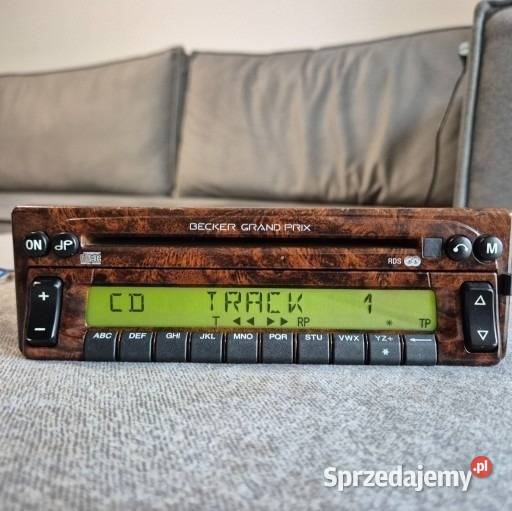 BECKER GRAND PRIX
ON
M
RDS
+
−
CD TRACK 1
T ◀◀ ▶▶ RP * TP
△
▽
ABC DEF GHI JKL MNO PQR STU VWX YZ+ ←
*
Sprzedajemy.pl